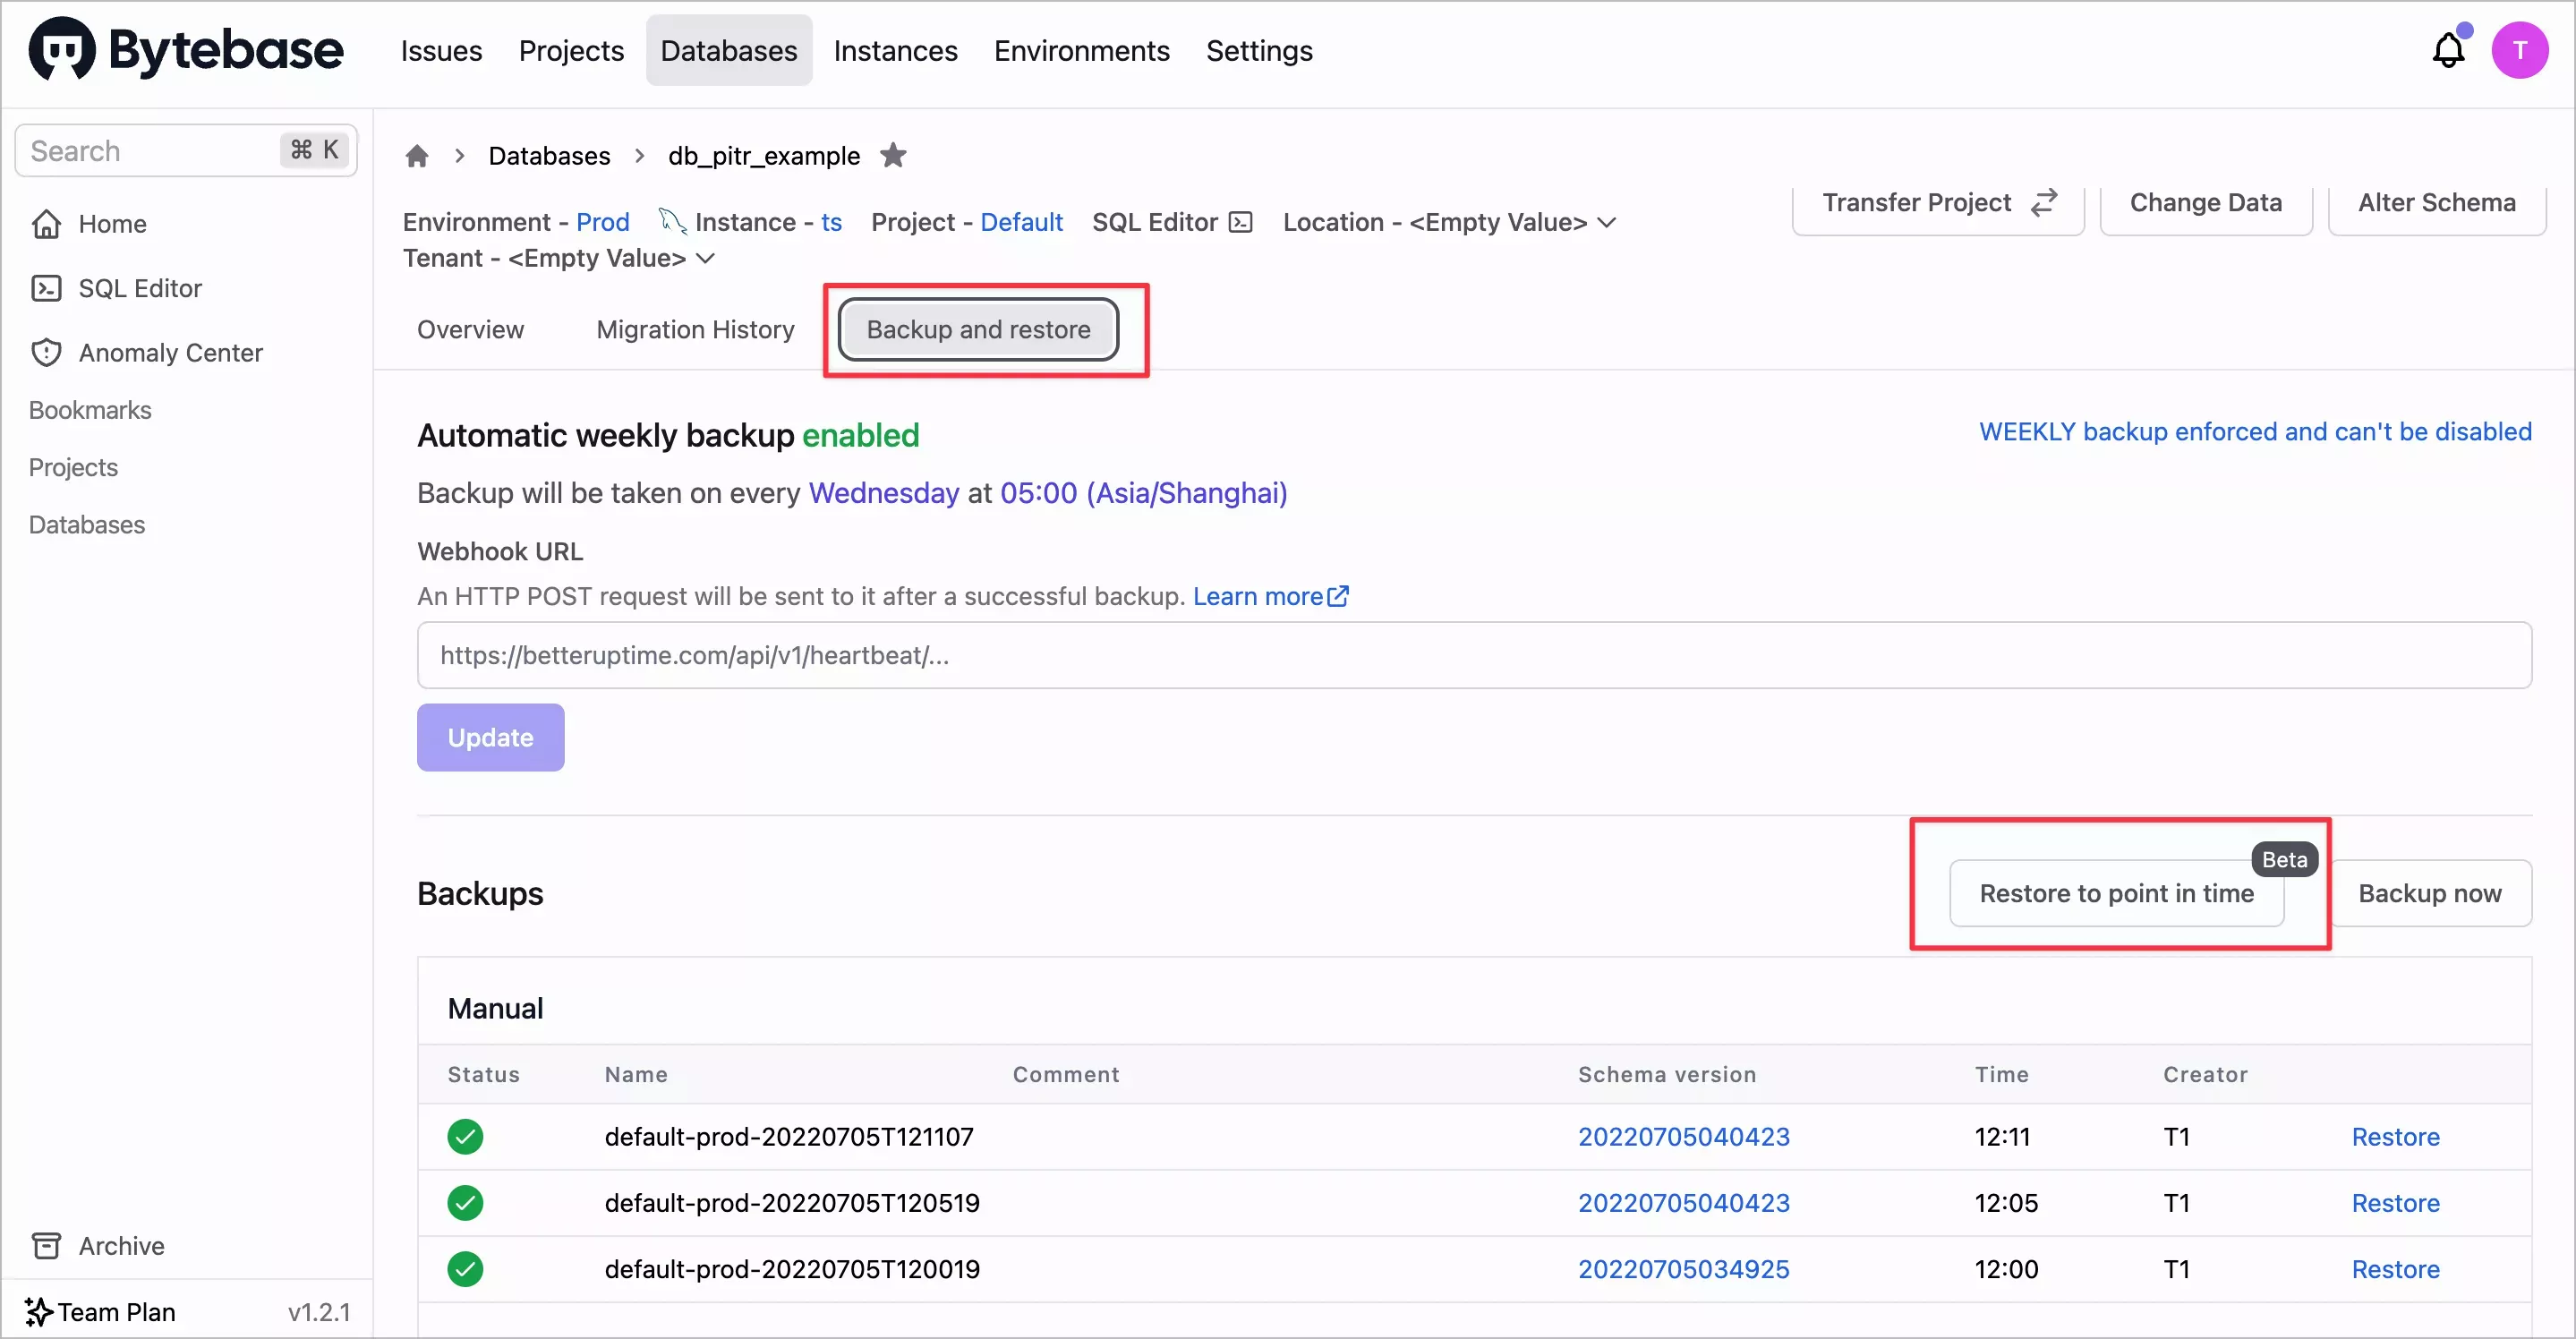 Bytebase Issues Projects Databases Instances Environments Settings T
Search ⌘ K
Home
SQL Editor
Anomaly Center
Bookmarks
Projects
Databases
Archive
Team Plan v1.2.1
Databases db_pitr_example
Transfer Project Change Data Alter Schema
Environment - Prod Instance - ts Project - Default SQL Editor Location - <Empty Value>
Tenant - <Empty Value>
Overview Migration History Backup and restore
Automatic weekly backup enabled WEEKLY backup enforced and can't be disabled
Backup will be taken on every Wednesday at 05:00 (Asia/Shanghai)
Webhook URL
An HTTP POST request will be sent to it after a successful backup. Learn more
https://betteruptime.com/api/v1/heartbeat/...
Update
Beta
Backups Restore to point in time Backup now
Manual
Status Name Comment Schema version Time Creator
default-prod-20220705T121107 20220705040423 12:11 T1 Restore
default-prod-20220705T120519 20220705040423 12:05 T1 Restore
default-prod-20220705T120019 20220705034925 12:00 T1 Restore